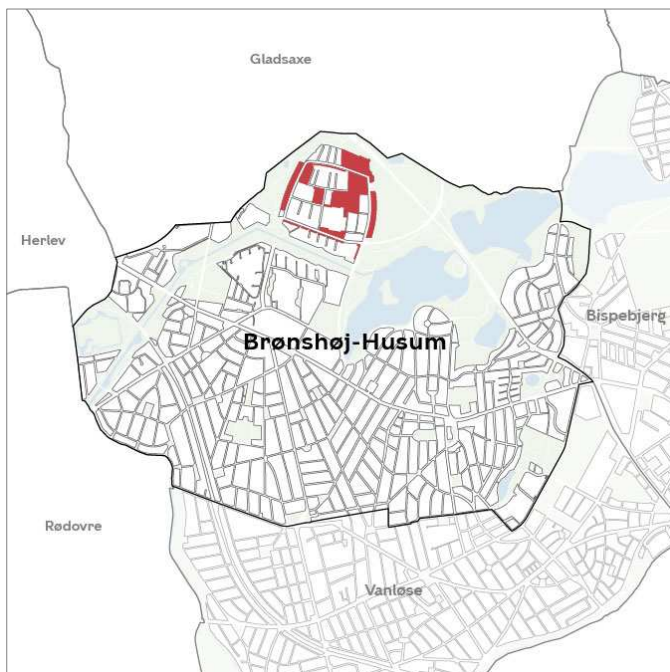 Gladsaxe
Herlev
Bispebjerg
Brønshøj-Husum
Rødovre
Vanløse